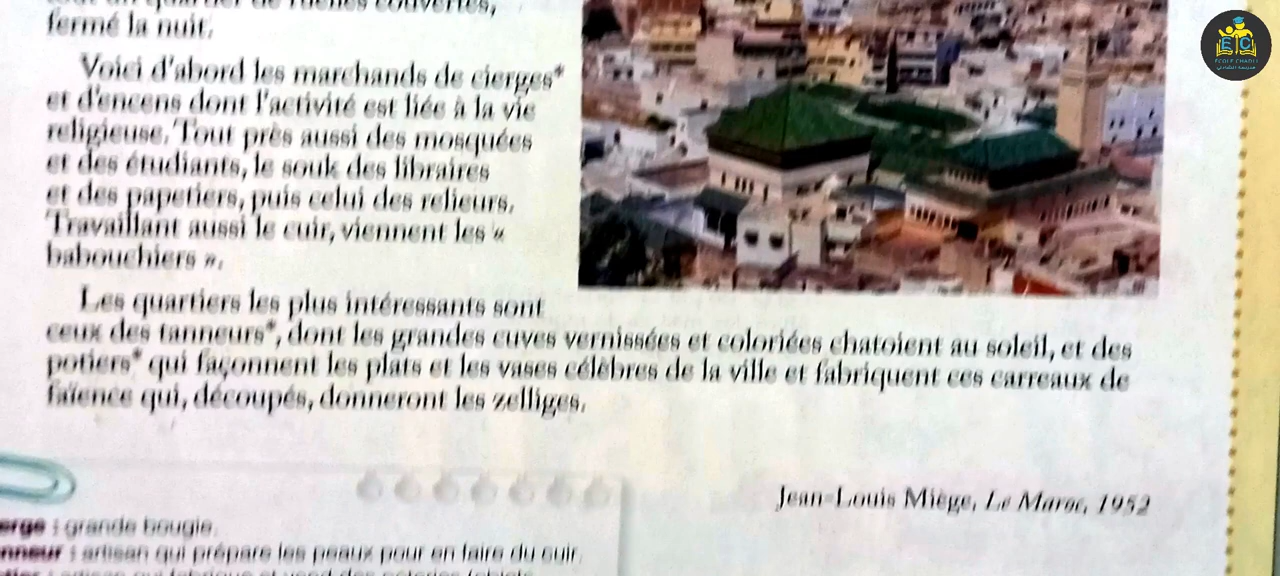 fermé la nuit.
Voici d'abord les marchands de cierges*
et d'encens dont l'activité est liée à la vie
religieuse. Tout près aussi des mosquées
et des étudiants, le souk des libraires
et des papetiers, puis celui des relieurs.
Travaillant aussi le cuir, viennent les «
babouchiers ».
Les quartiers les plus intéressants sont
ceux des tanneurs*, dont les grandes cuves vernissées et coloriées chatoient au soleil, et des
potiers* qui façonnent les plats et les vases célèbres de la ville et fabriquent ces carreaux de
faïence qui, découpés, donneront les zelliges.
Jean-Louis Miège, Le Maroc, 1952
erge : grande bougie.
nneur : artisan qui prépare les peaux pour en faire du cuir.
E C